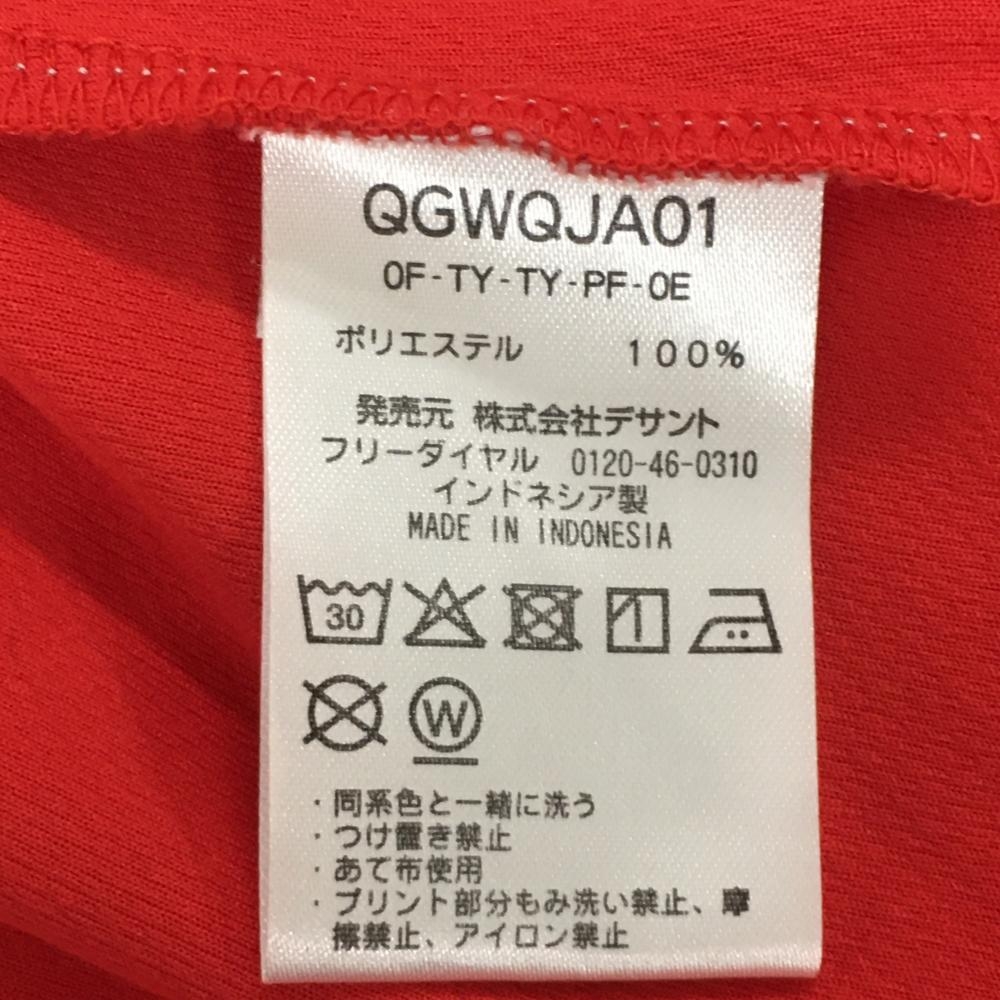 QGWQJA01
0F-TY-TY-PF-0E
ポリエステル 100%
発売元 株式会社デサント
フリーダイヤル 0120-46-0310
インドネシア製
MADE IN INDONESIA
30
W
・同系色と一緒に洗う
・つけ置き禁止
・あて布使用
・プリント部分もみ洗い禁止、摩
擦禁止、アイロン禁止